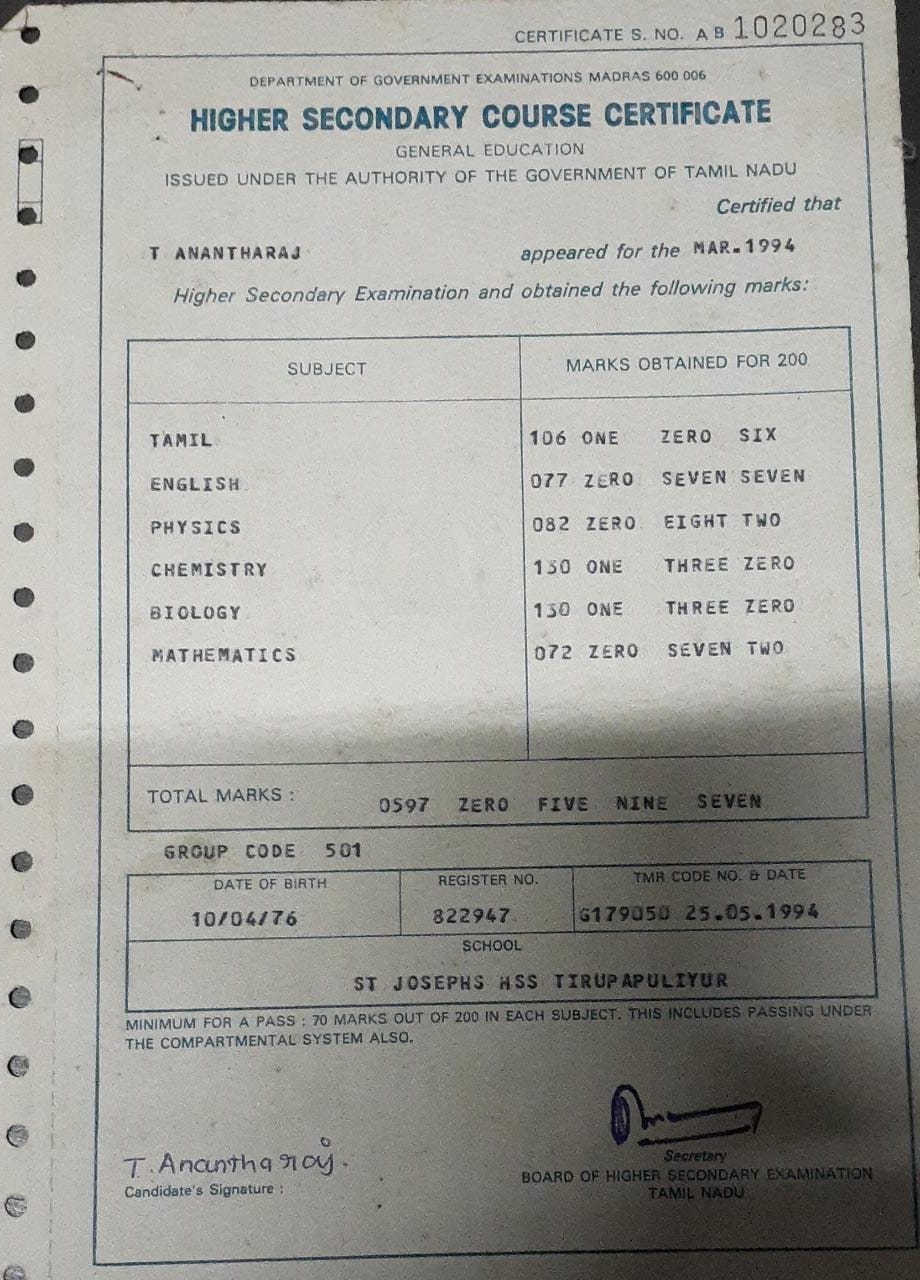 CERTIFICATE S. NO. A B 1020283
DEPARTMENT OF GOVERNMENT EXAMINATIONS MADRAS 600 006
HIGHER SECONDARY COURSE CERTIFICATE
GENERAL EDUCATION
ISSUED UNDER THE AUTHORITY OF THE GOVERNMENT OF TAMIL NADU
Certified that
T ANANTHARAJ appeared for the MAR.1994
Higher Secondary Examination and obtained the following marks:
SUBJECT MARKS OBTAINED FOR 200
TAMIL 106 ONE ZERO SIX
ENGLISH 077 ZERO SEVEN SEVEN
PHYSICS 082 ZERO EIGHT TWO
CHEMISTRY 130 ONE THREE ZERO
BIOLOGY 130 ONE THREE ZERO
MATHEMATICS 072 ZERO SEVEN TWO
TOTAL MARKS : 0597 ZERO FIVE NINE SEVEN
GROUP CODE 501
DATE OF BIRTH REGISTER NO. TMR CODE NO. & DATE
10/04/76 822947 G179050 25.05.1994
SCHOOL
ST JOSEPHS HSS TIRUPAPULIYUR
MINIMUM FOR A PASS : 70 MARKS OUT OF 200 IN EACH SUBJECT. THIS INCLUDES PASSING UNDER
THE COMPARTMENTAL SYSTEM ALSO.
T. Anantharaj.
Candidate's Signature :
Secretary
BOARD OF HIGHER SECONDARY EXAMINATION
TAMIL NADU